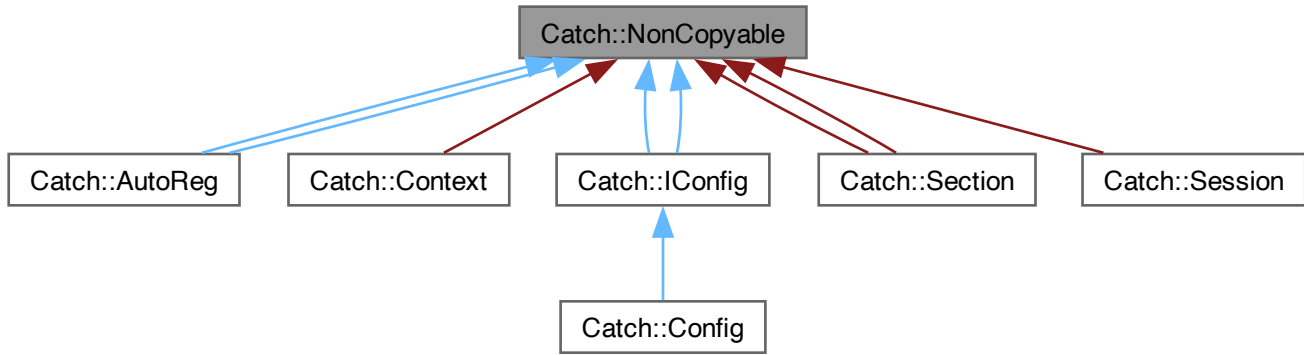 Catch::NonCopyable
Catch::AutoReg
Catch::Context
Catch::IConfig
Catch::Section
Catch::Session
Catch::Config